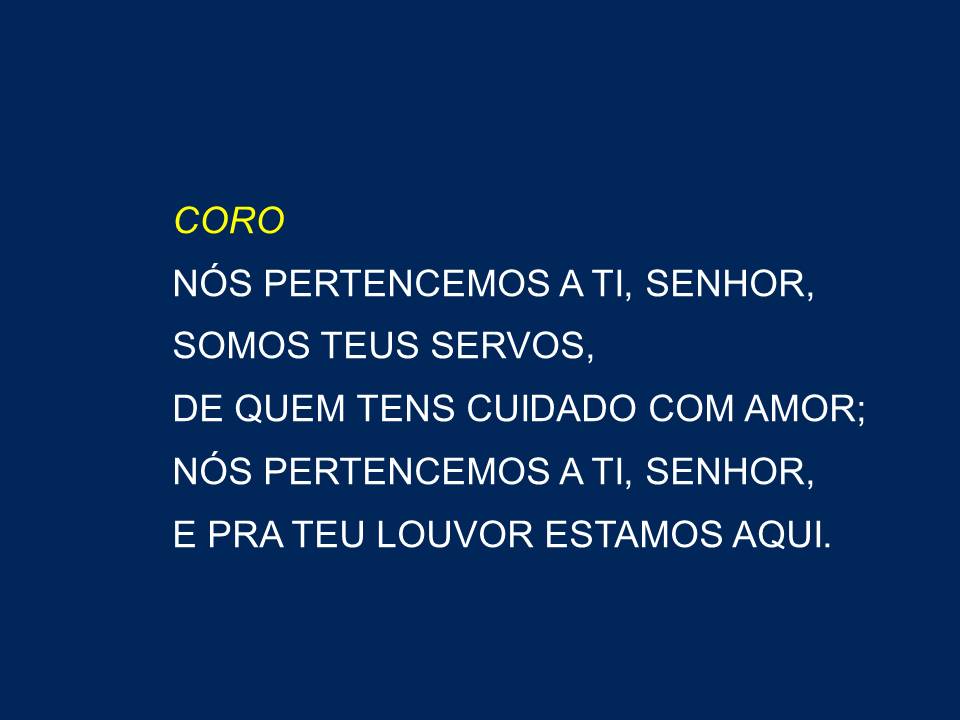 CORO
NÓS PERTENCEMOS A TI, SENHOR,
SOMOS TEUS SERVOS,
DE QUEM TENS CUIDADO COM AMOR;
NÓS PERTENCEMOS A TI, SENHOR,
E PRA TEU LOUVOR ESTAMOS AQUI.